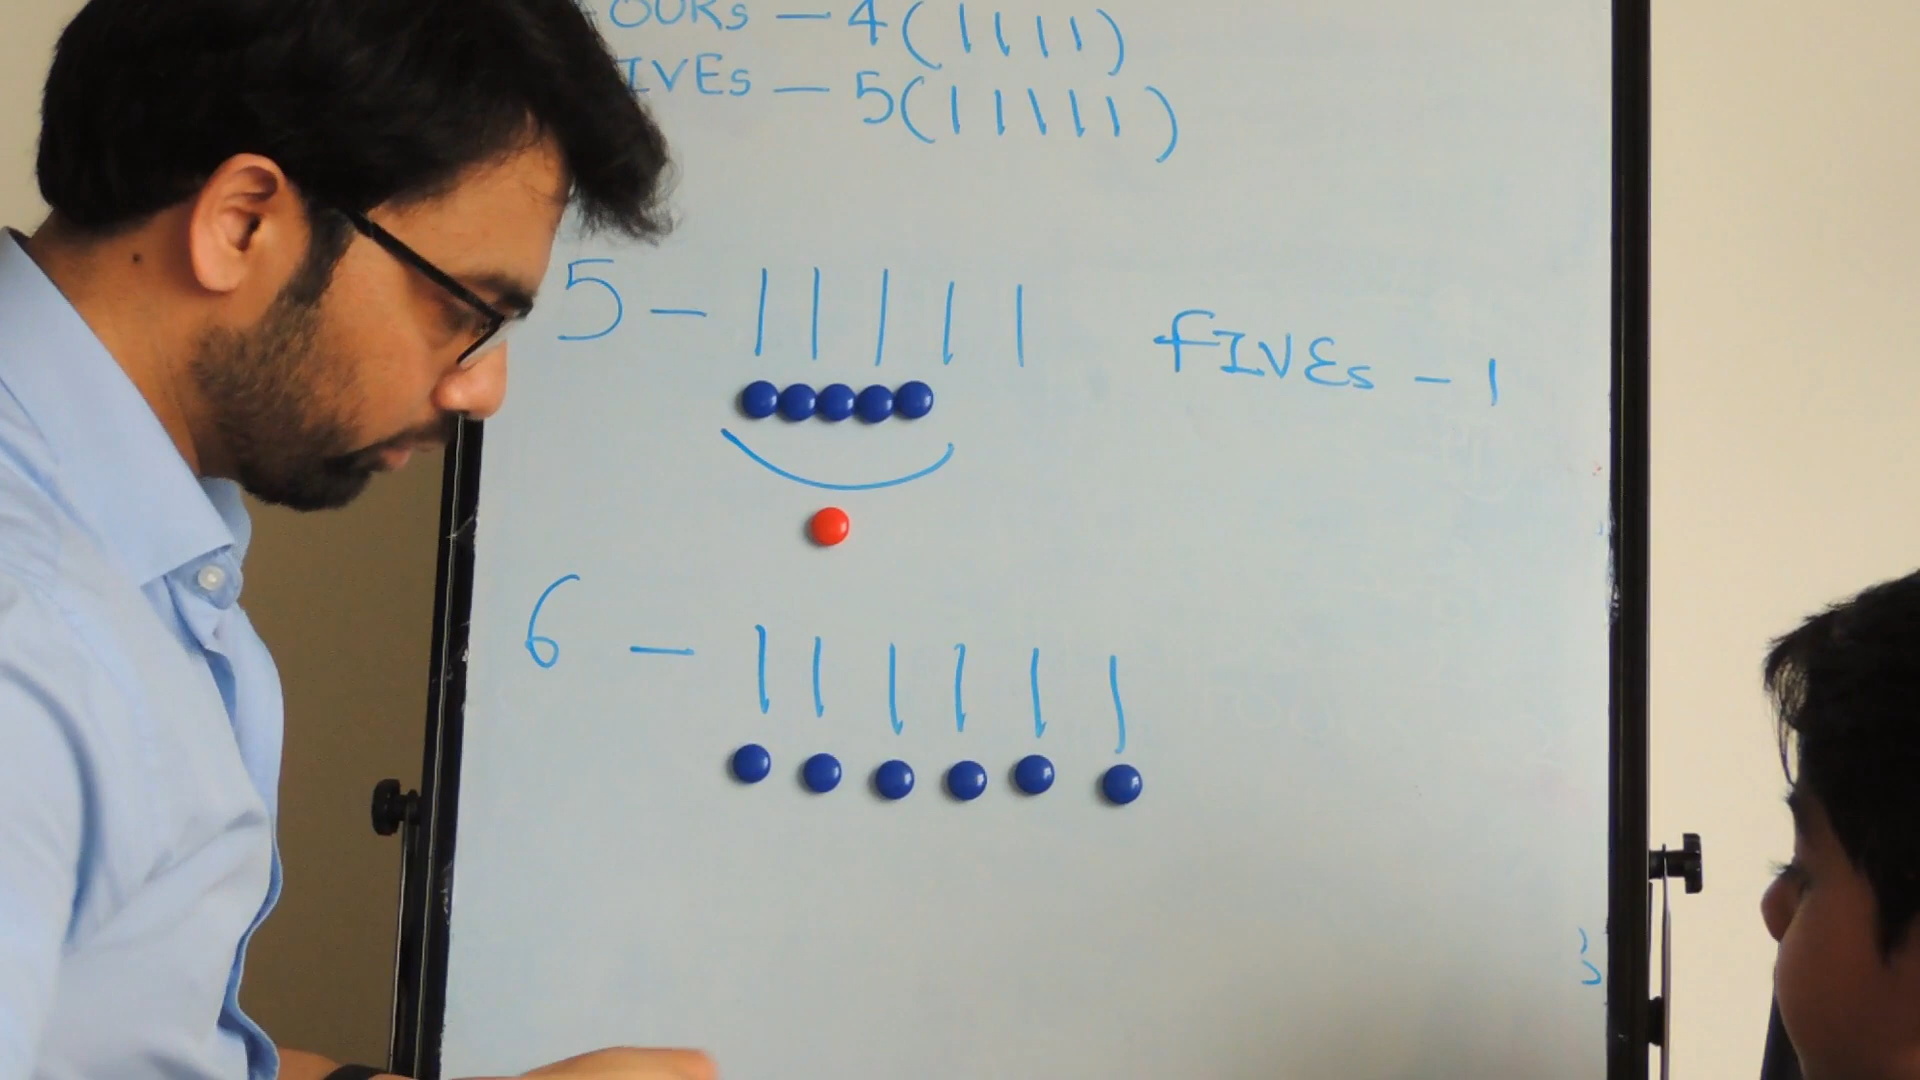 OURs - 4 ( | | | | )
IVEs - 5 ( | | | | | )
5 - | | | | | fIVEs - 1
6 - | | | | | |